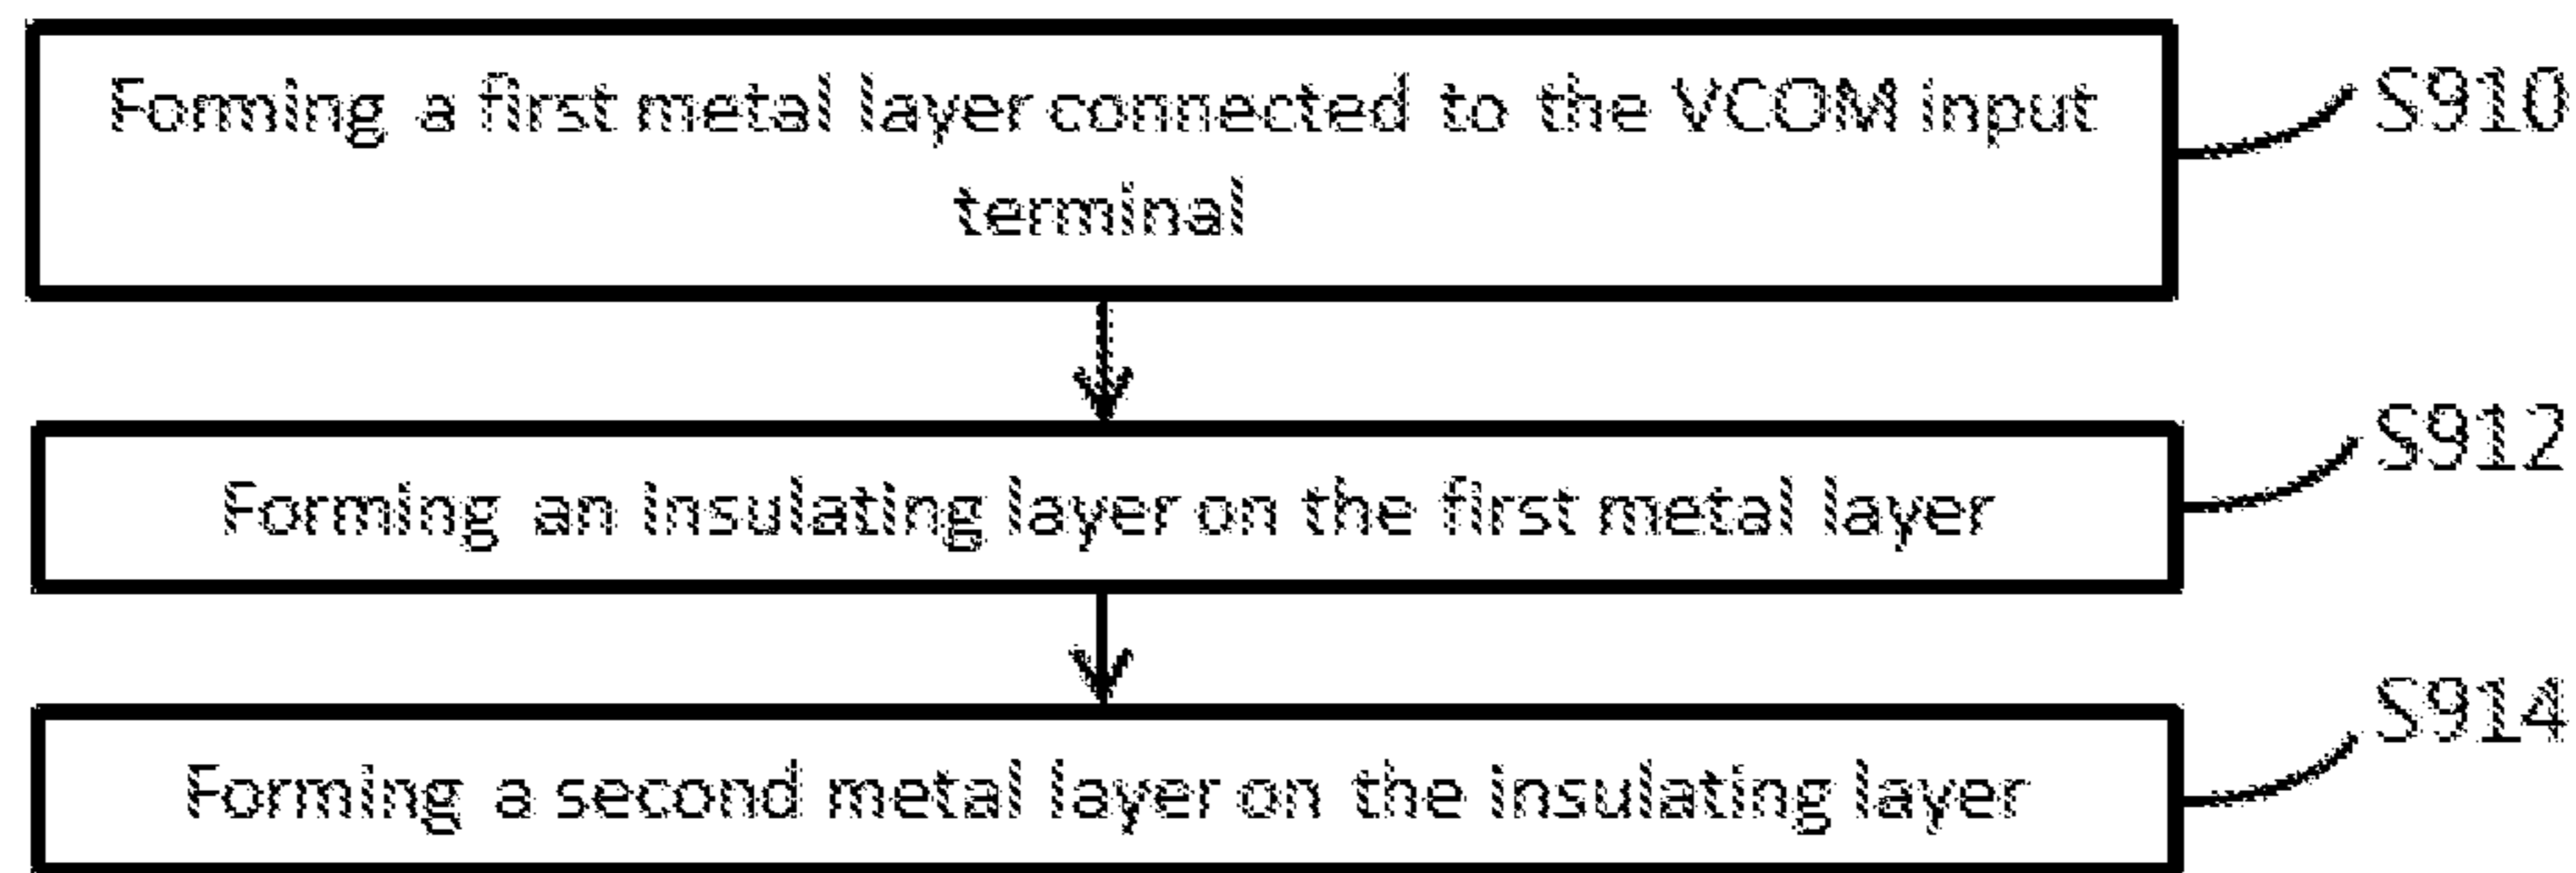 Forming a first metal layer connected to the VCOM input
terminal
S910
Forming an insulating layer on the first metal layer
S912
Forming a second metal layer on the insulating layer
S914